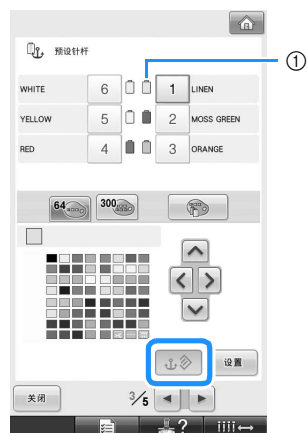 预设针杆
①
WHITE 6 1 LINEN
YELLOW 5 2 MOSS GREEN
RED 4 3 ORANGE
64 300
设置
关闭 3/5
?